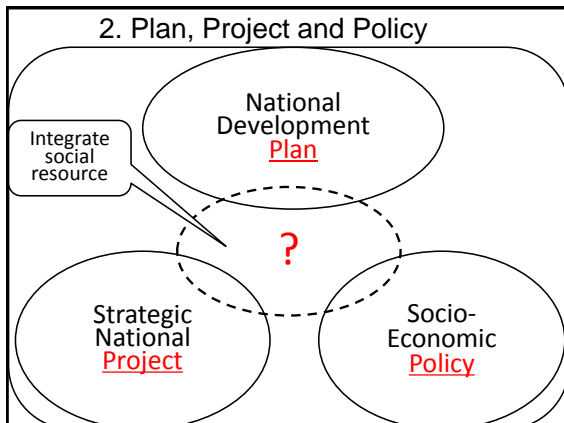 2. Plan, Project and Policy
National
Development
Plan
Integrate
social
resource
?
Strategic
National
Project
Socio-
Economic
Policy